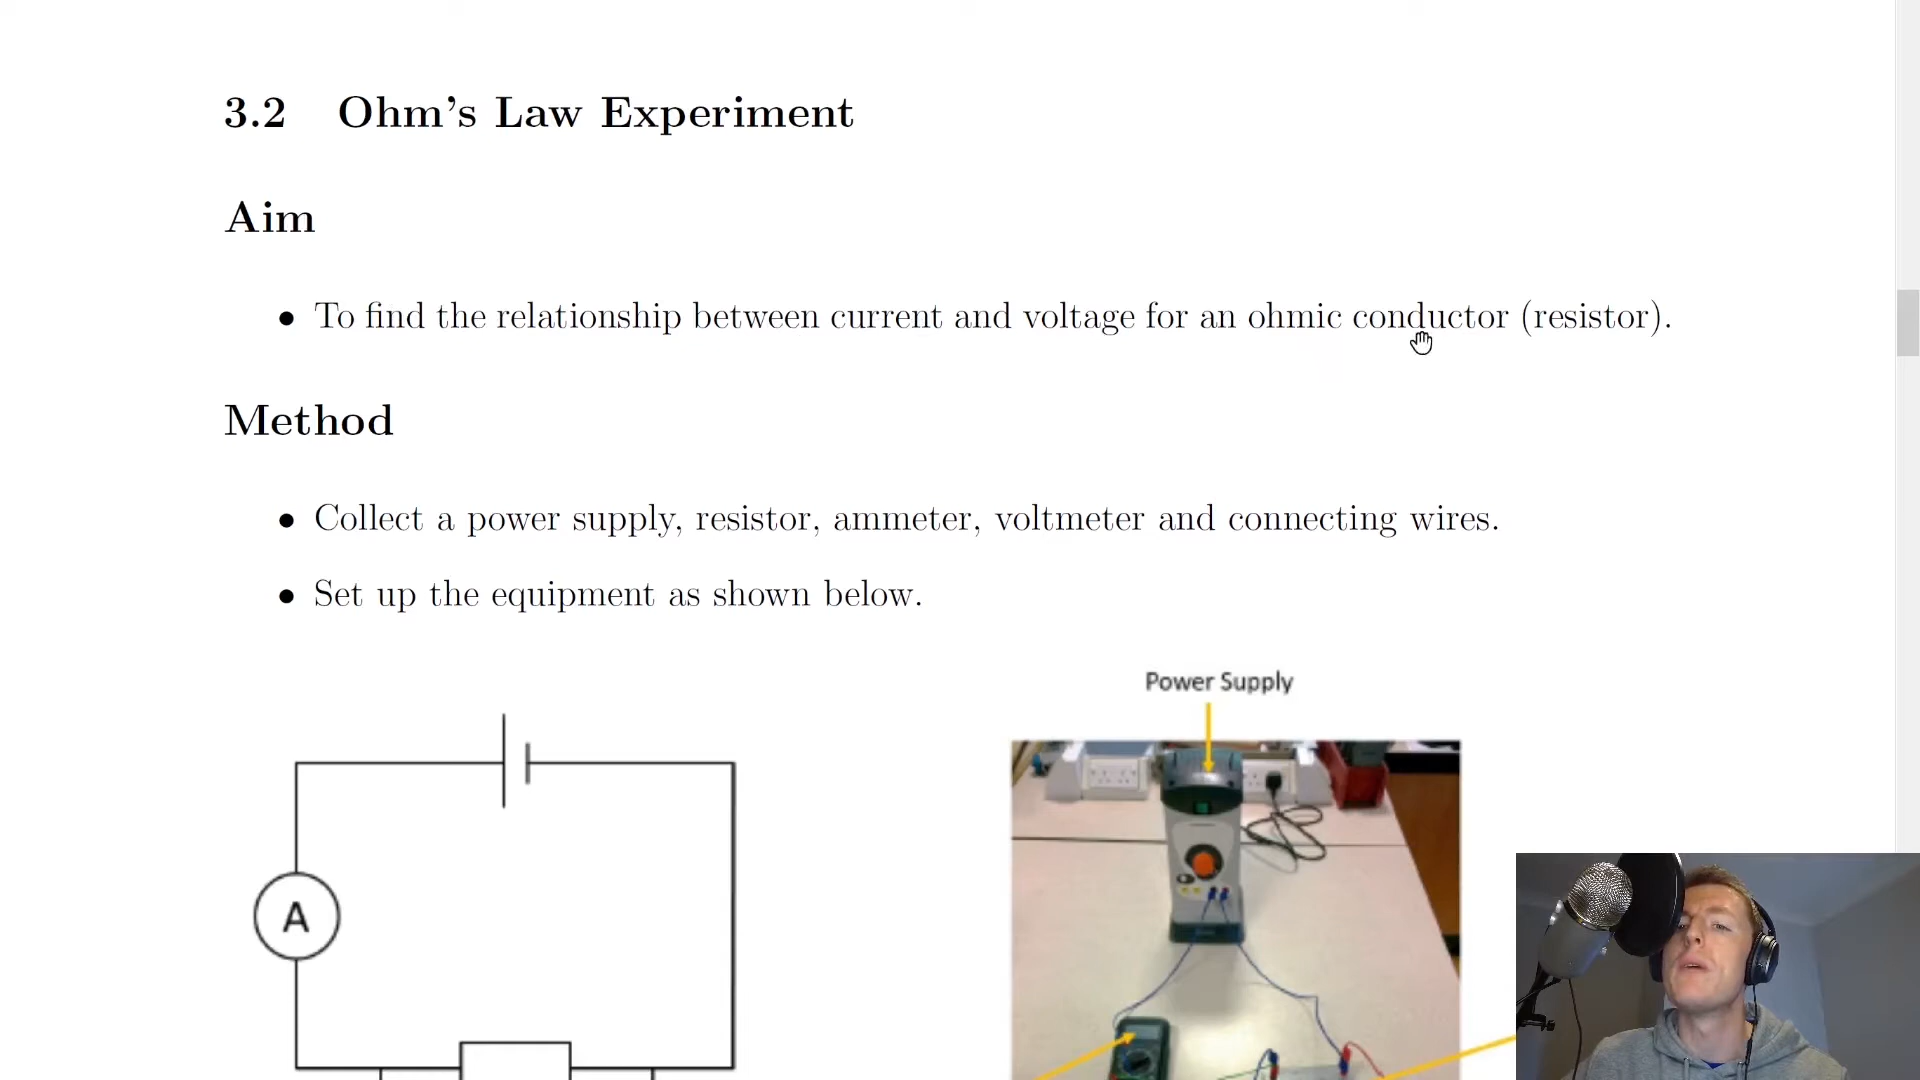 3.2 Ohm's Law Experiment
Aim
• To find the relationship between current and voltage for an ohmic conductor (resistor).
Method
• Collect a power supply, resistor, ammeter, voltmeter and connecting wires.
• Set up the equipment as shown below.
Power Supply
A